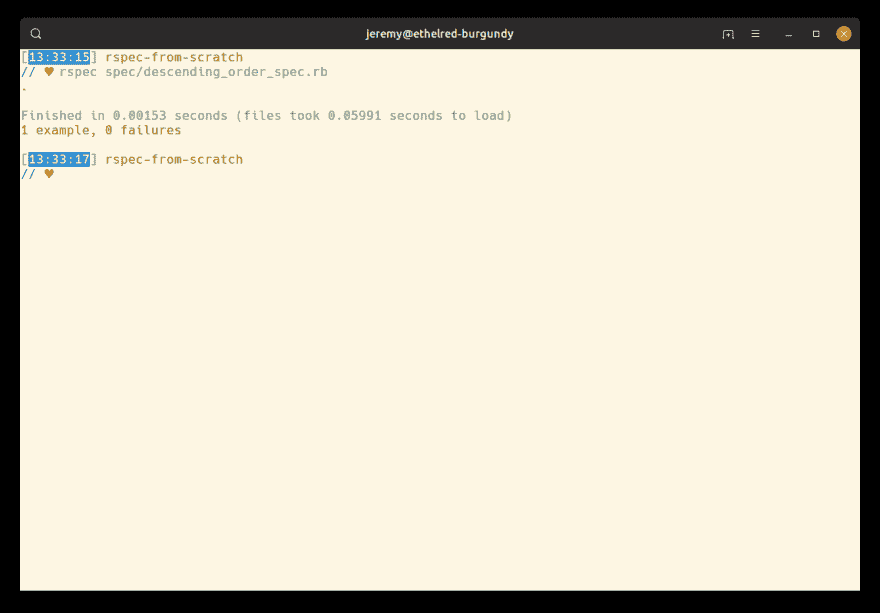 jeremy@ethelred-burgundy
[13:33:15] rspec-from-scratch
// ♥ rspec spec/descending_order_spec.rb
.
Finished in 0.00153 seconds (files took 0.05991 seconds to load)
1 example, 0 failures
[13:33:17] rspec-from-scratch
// ♥